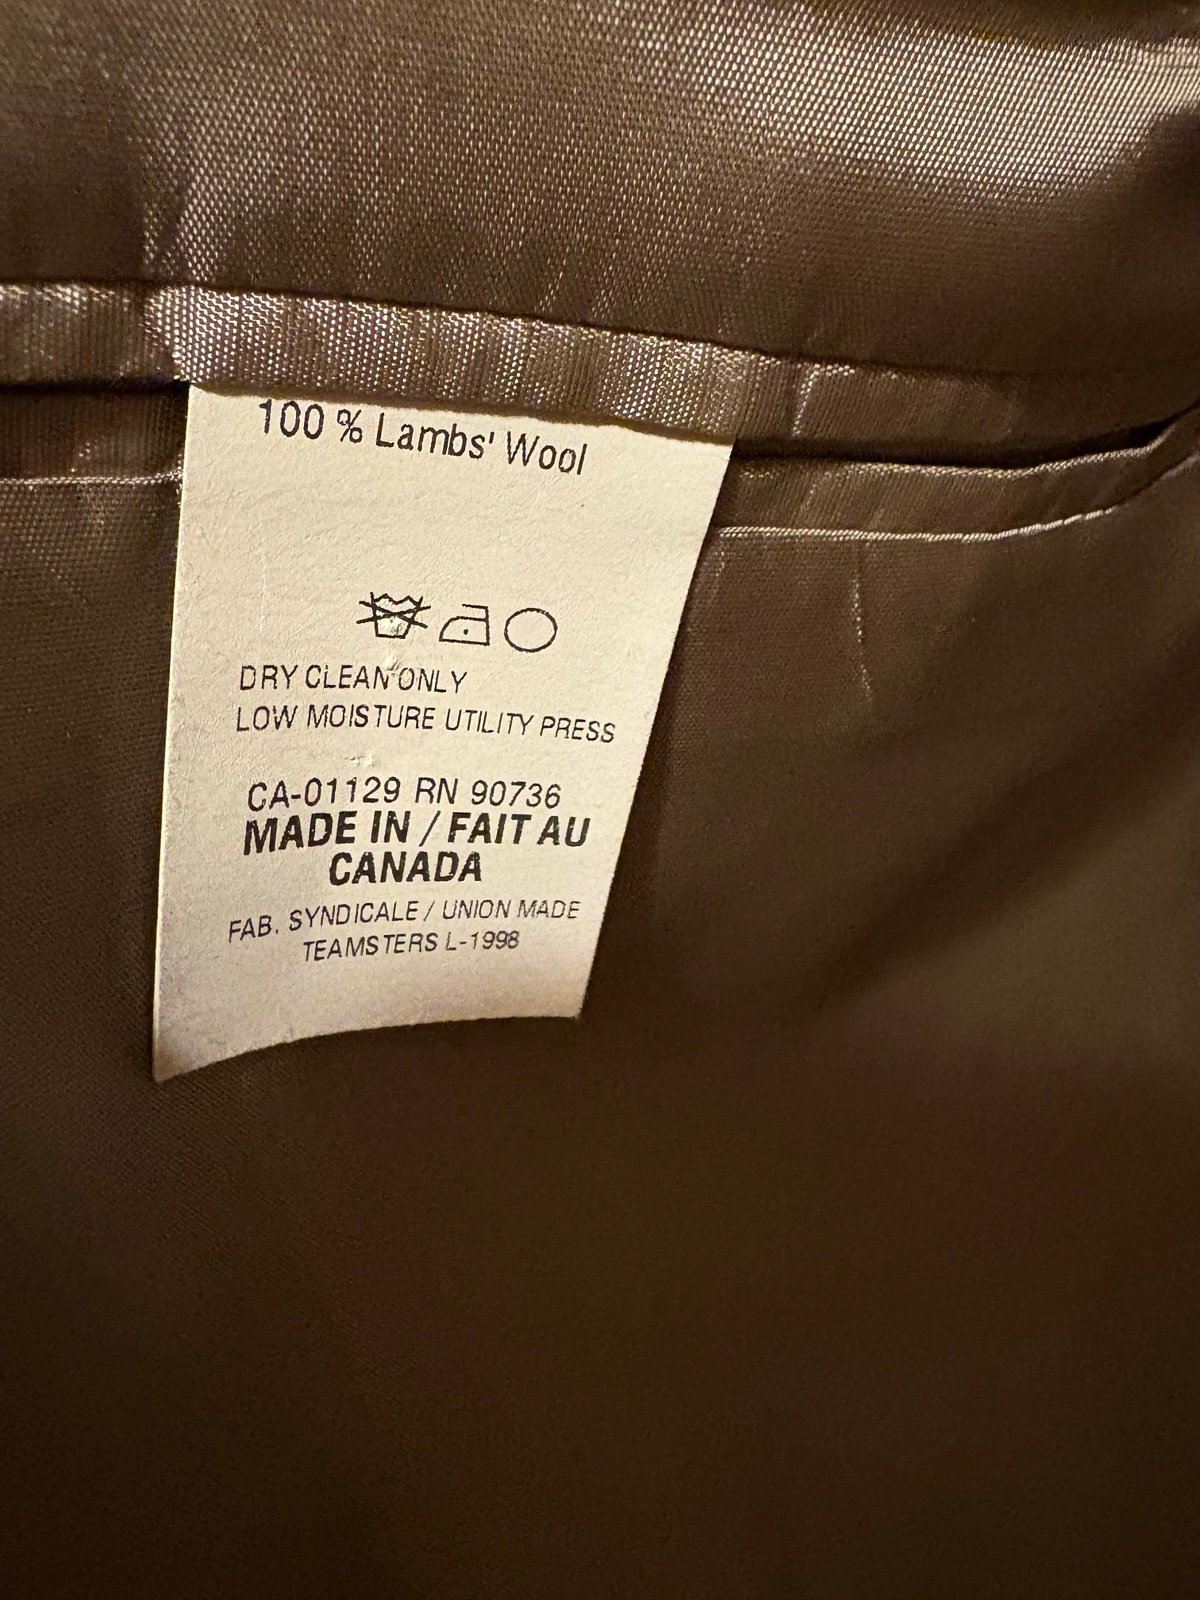 100 % Lambs' Wool
DRY CLEAN ONLY
LOW MOISTURE UTILITY PRESS
CA-01129 RN 90736
MADE IN / FAIT AU
CANADA
FAB. SYNDICALE / UNION MADE
TEAMSTERS L-1998